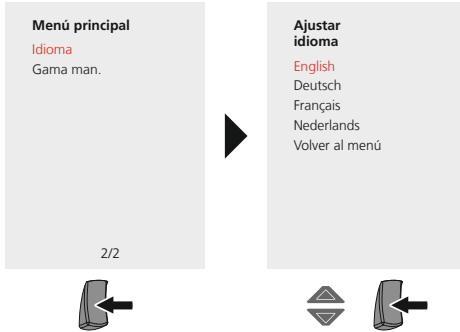 Menú principal
Idioma
Gama man.
2/2
Ajustar
idioma
English
Deutsch
Français
Nederlands
Volver al menú